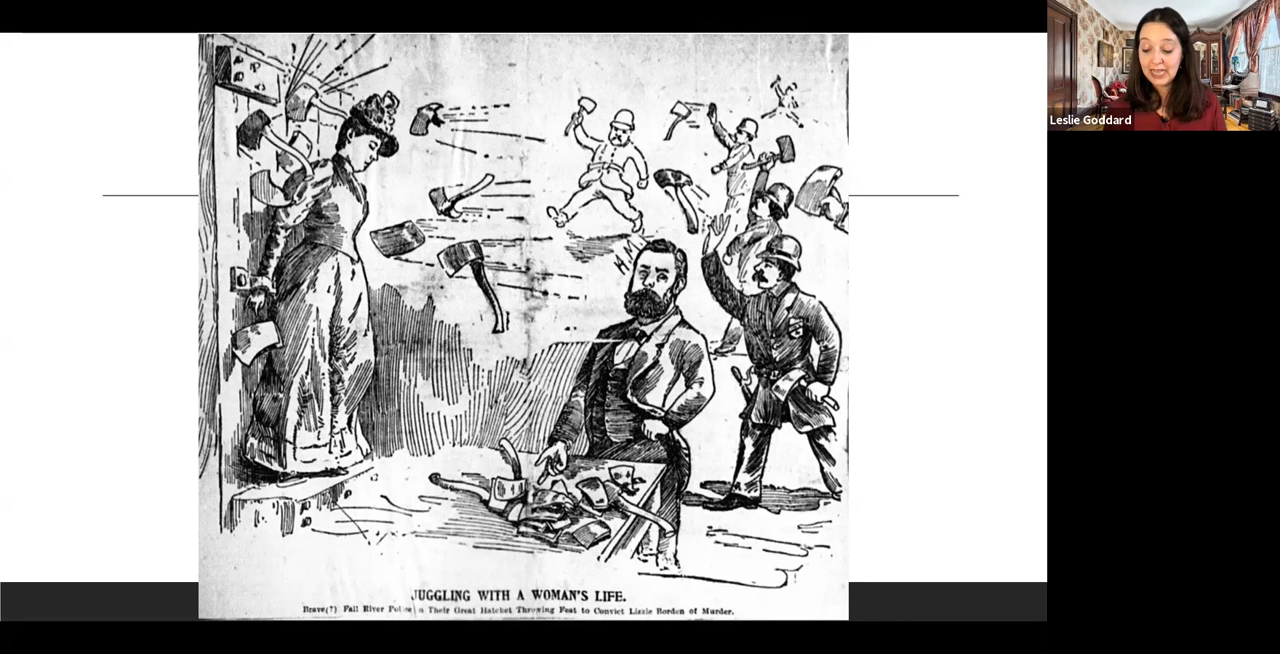 Leslie Goddard
JUGGLING WITH A WOMAN'S LIFE.
Brave(?) Fall River Police Their Great Hatchet Throwing Feat to Convict Lizzie Borden of Murder.